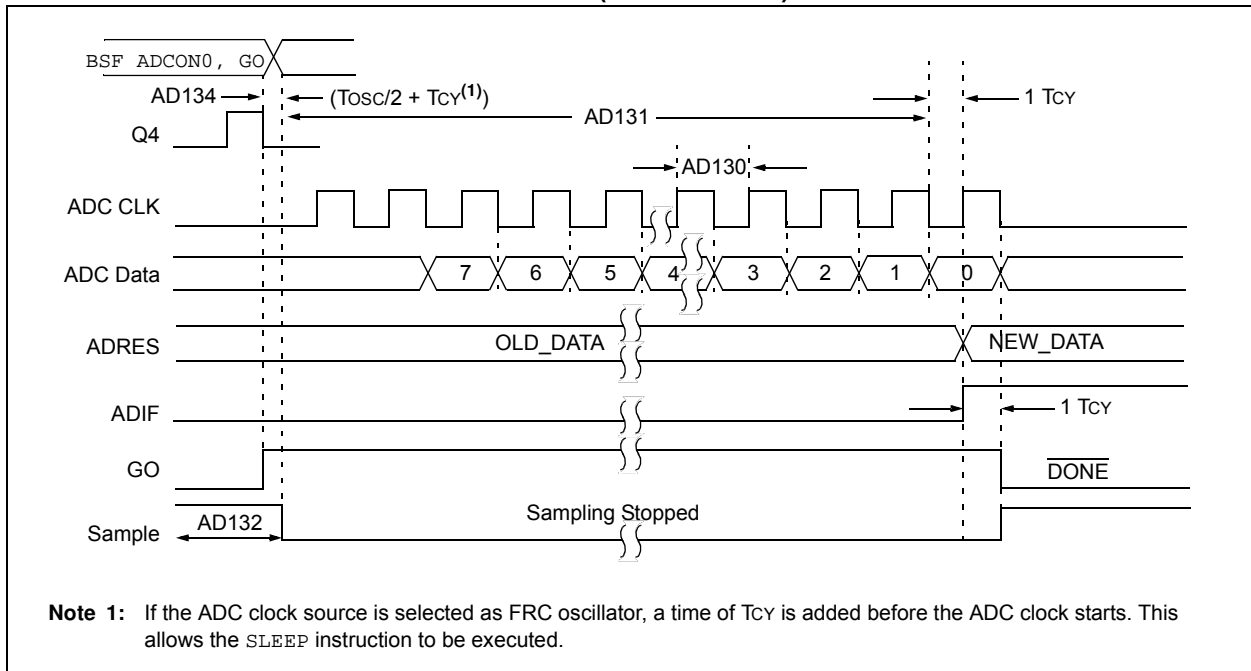 BSF ADCON0, GO
AD134
(TOSC/2 + TCY(1))
1 TCY
AD131
Q4
AD130
ADC CLK
ADC Data
7 6 5 4 3 2 1 0
ADRES
OLD_DATA
NEW_DATA
ADIF
1 TCY
GO
DONE
Sample
AD132
Sampling Stopped
Note 1: If the ADC clock source is selected as FRC oscillator, a time of TCY is added before the ADC clock starts. This
allows the SLEEP instruction to be executed.